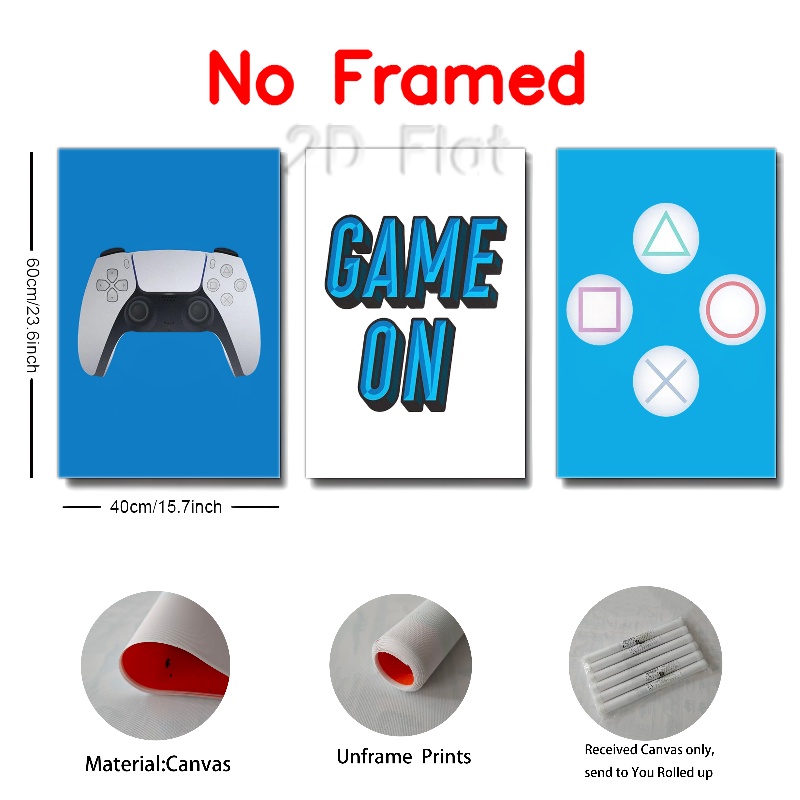 No Framed
2D Flat
60cm/23.6inch
GAME
ON
40cm/15.7inch
Material:Canvas
Unframe Prints
Received Canvas only,
send to You Rolled up